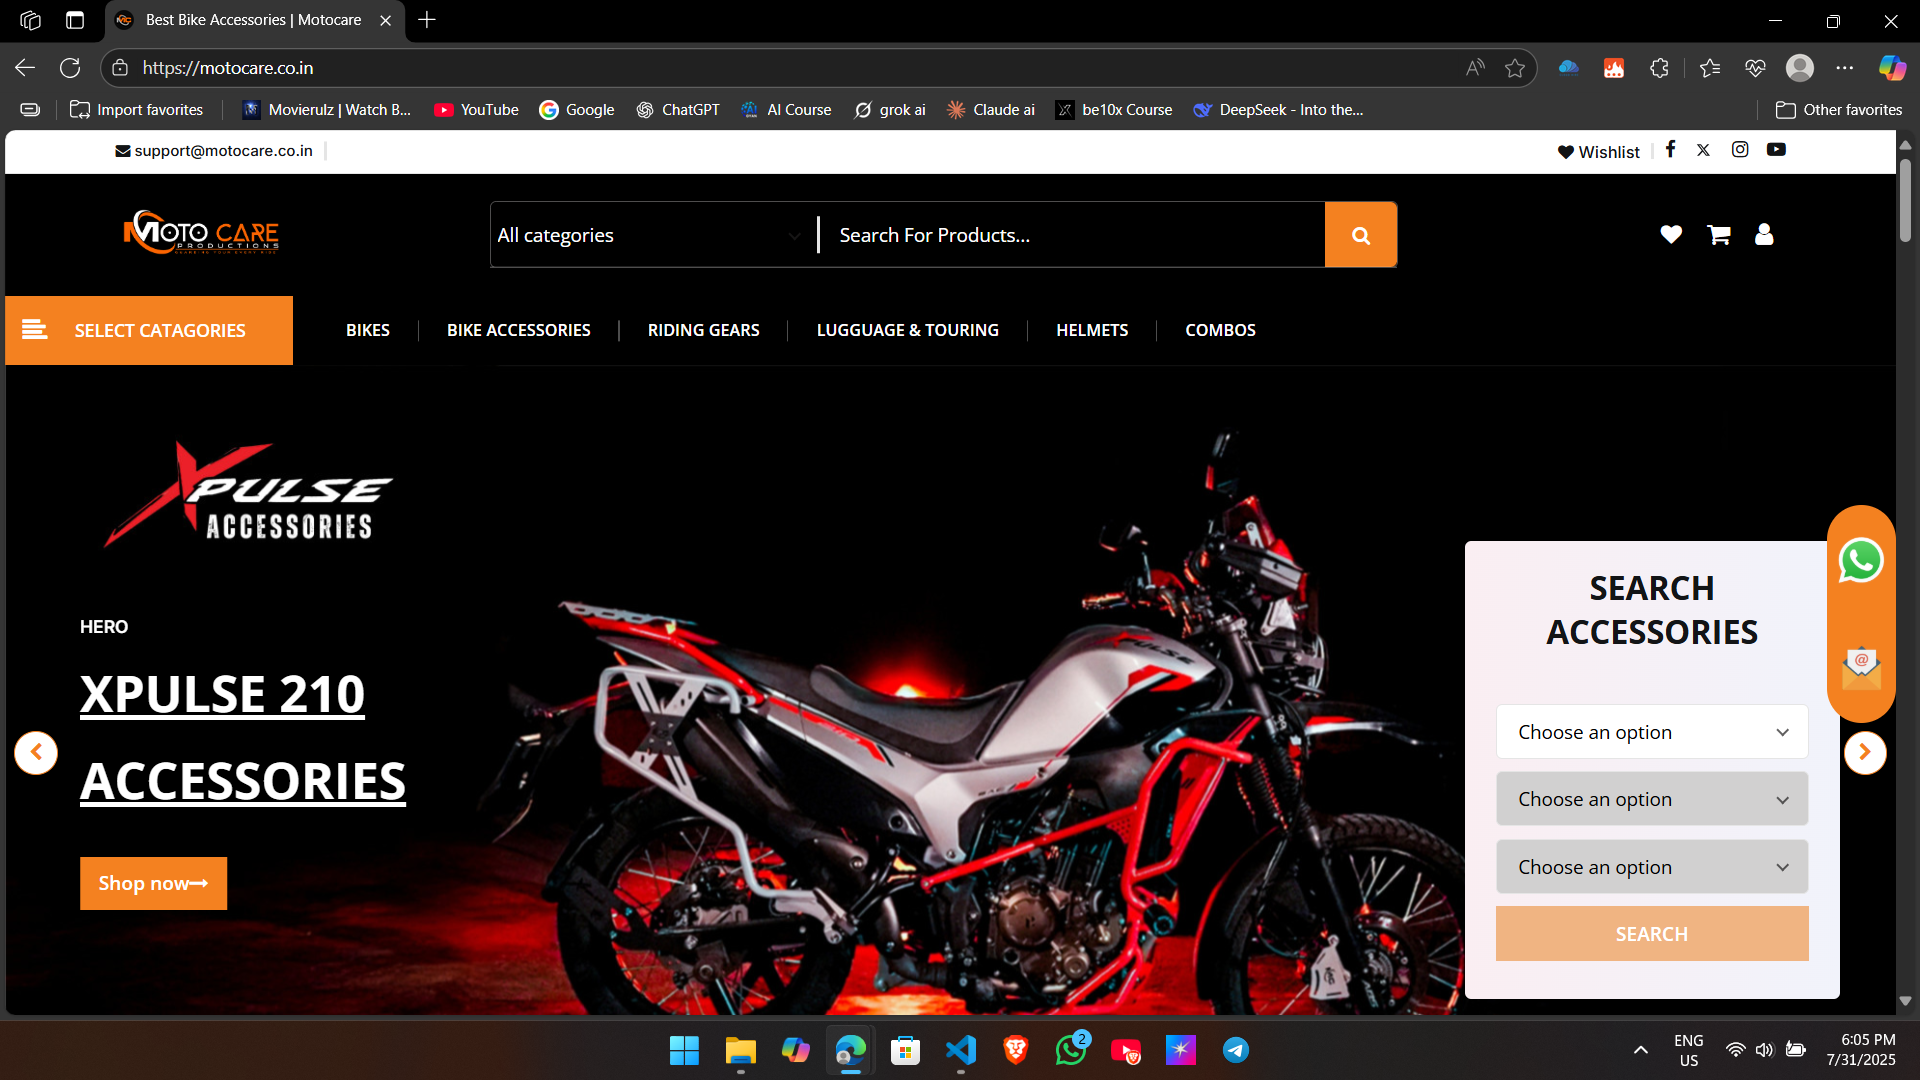 Best Bike Accessories | Motocare
https://motocare.co.in
Import favorites
Movierulz | Watch B...
YouTube
Google
ChatGPT
AI Course
grok ai
Claude ai
be10x Course
DeepSeek - Into the...
Other favorites
support@motocare.co.in
Wishlist
MOTO CARE
PRODUCTIONS
All categories
Search For Products...
SELECT CATAGORIES
BIKES
BIKE ACCESSORIES
RIDING GEARS
LUGGUAGE & TOURING
HELMETS
COMBOS
XPULSE
ACCESSORIES
HERO
XPULSE 210
ACCESSORIES
Shop now
XPULSE
SEARCH
ACCESSORIES
Choose an option
Choose an option
Choose an option
SEARCH
2
ENG
US
6:05 PM
7/31/2025